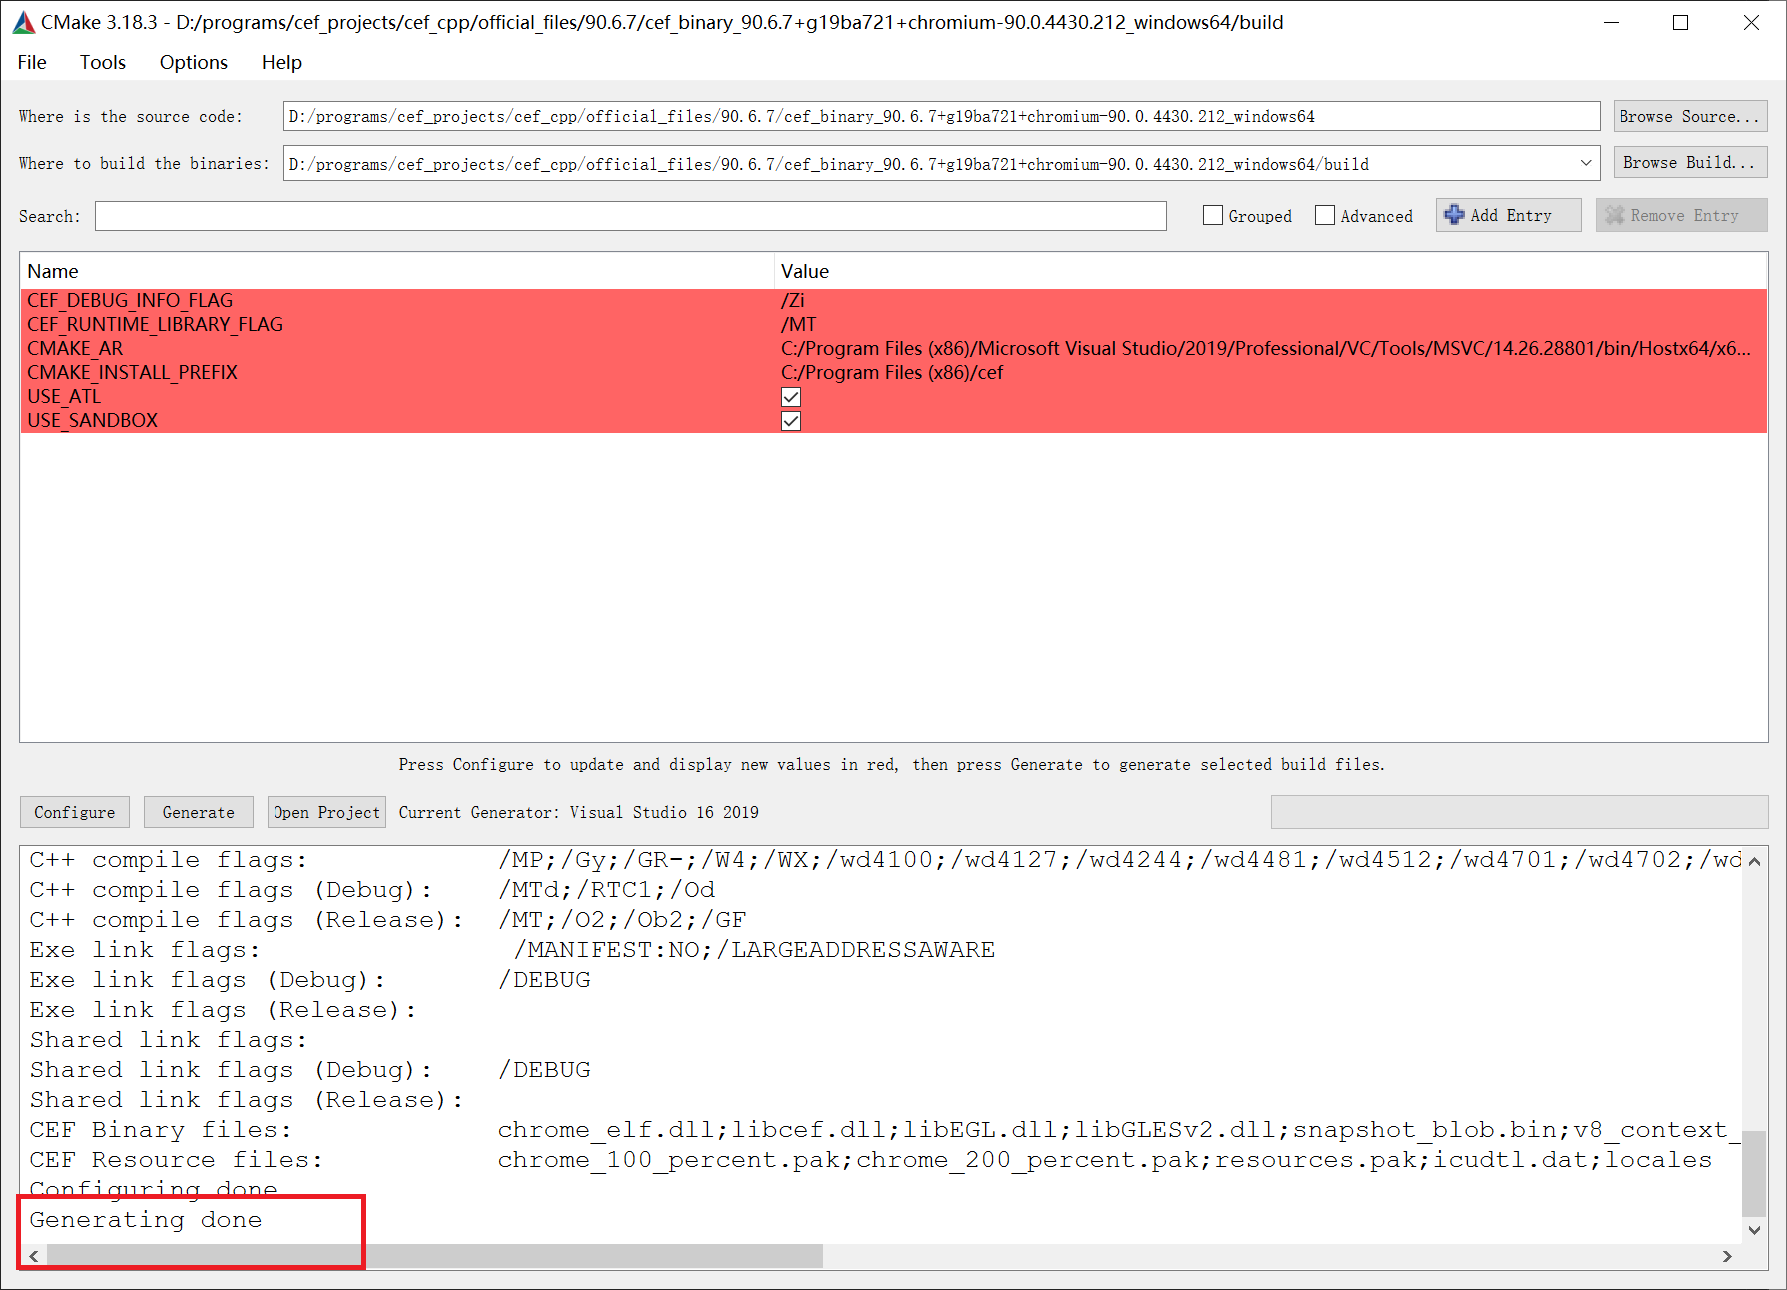 CMake 3.18.3 - D:/programs/cef_projects/cef_cpp/official_files/90.6.7/cef_binary_90.6.7+g19ba721+chromium-90.0.4430.212_windows64/build
File Tools Options Help
Where is the source code: D:/programs/cef_projects/cef_cpp/official_files/90.6.7/cef_binary_90.6.7+g19ba721+chromium-90.0.4430.212_windows64 Browse Source...
Where to build the binaries: D:/programs/cef_projects/cef_cpp/official_files/90.6.7/cef_binary_90.6.7+g19ba721+chromium-90.0.4430.212_windows64/build Browse Build...
Search: Grouped Advanced Add Entry Remove Entry
Name Value
CEF_DEBUG_INFO_FLAG /Zi
CEF_RUNTIME_LIBRARY_FLAG /MT
CMAKE_AR C:/Program Files (x86)/Microsoft Visual Studio/2019/Professional/VC/Tools/MSVC/14.26.28801/bin/Hostx64/x6...
CMAKE_INSTALL_PREFIX C:/Program Files (x86)/cef
USE_ATL
USE_SANDBOX
Press Configure to update and display new values in red, then press Generate to generate selected build files.
Configure Generate Open Project Current Generator: Visual Studio 16 2019
C++ compile flags: /MP;/Gy;/GR-;/W4;/WX;/wd4100;/wd4127;/wd4244;/wd4481;/wd4512;/wd4701;/wd4702;/wd
C++ compile flags (Debug): /MTd;/RTC1;/Od
C++ compile flags (Release): /MT;/O2;/Ob2;/GF
Exe link flags: /MANIFEST:NO;/LARGEADDRESSAWARE
Exe link flags (Debug): /DEBUG
Exe link flags (Release):
Shared link flags:
Shared link flags (Debug): /DEBUG
Shared link flags (Release):
CEF Binary files: chrome_elf.dll;libcef.dll;libEGL.dll;libGLESv2.dll;snapshot_blob.bin;v8_context_
CEF Resource files: chrome_100_percent.pak;chrome_200_percent.pak;resources.pak;icudtl.dat;locales
Configuring done
Generating done